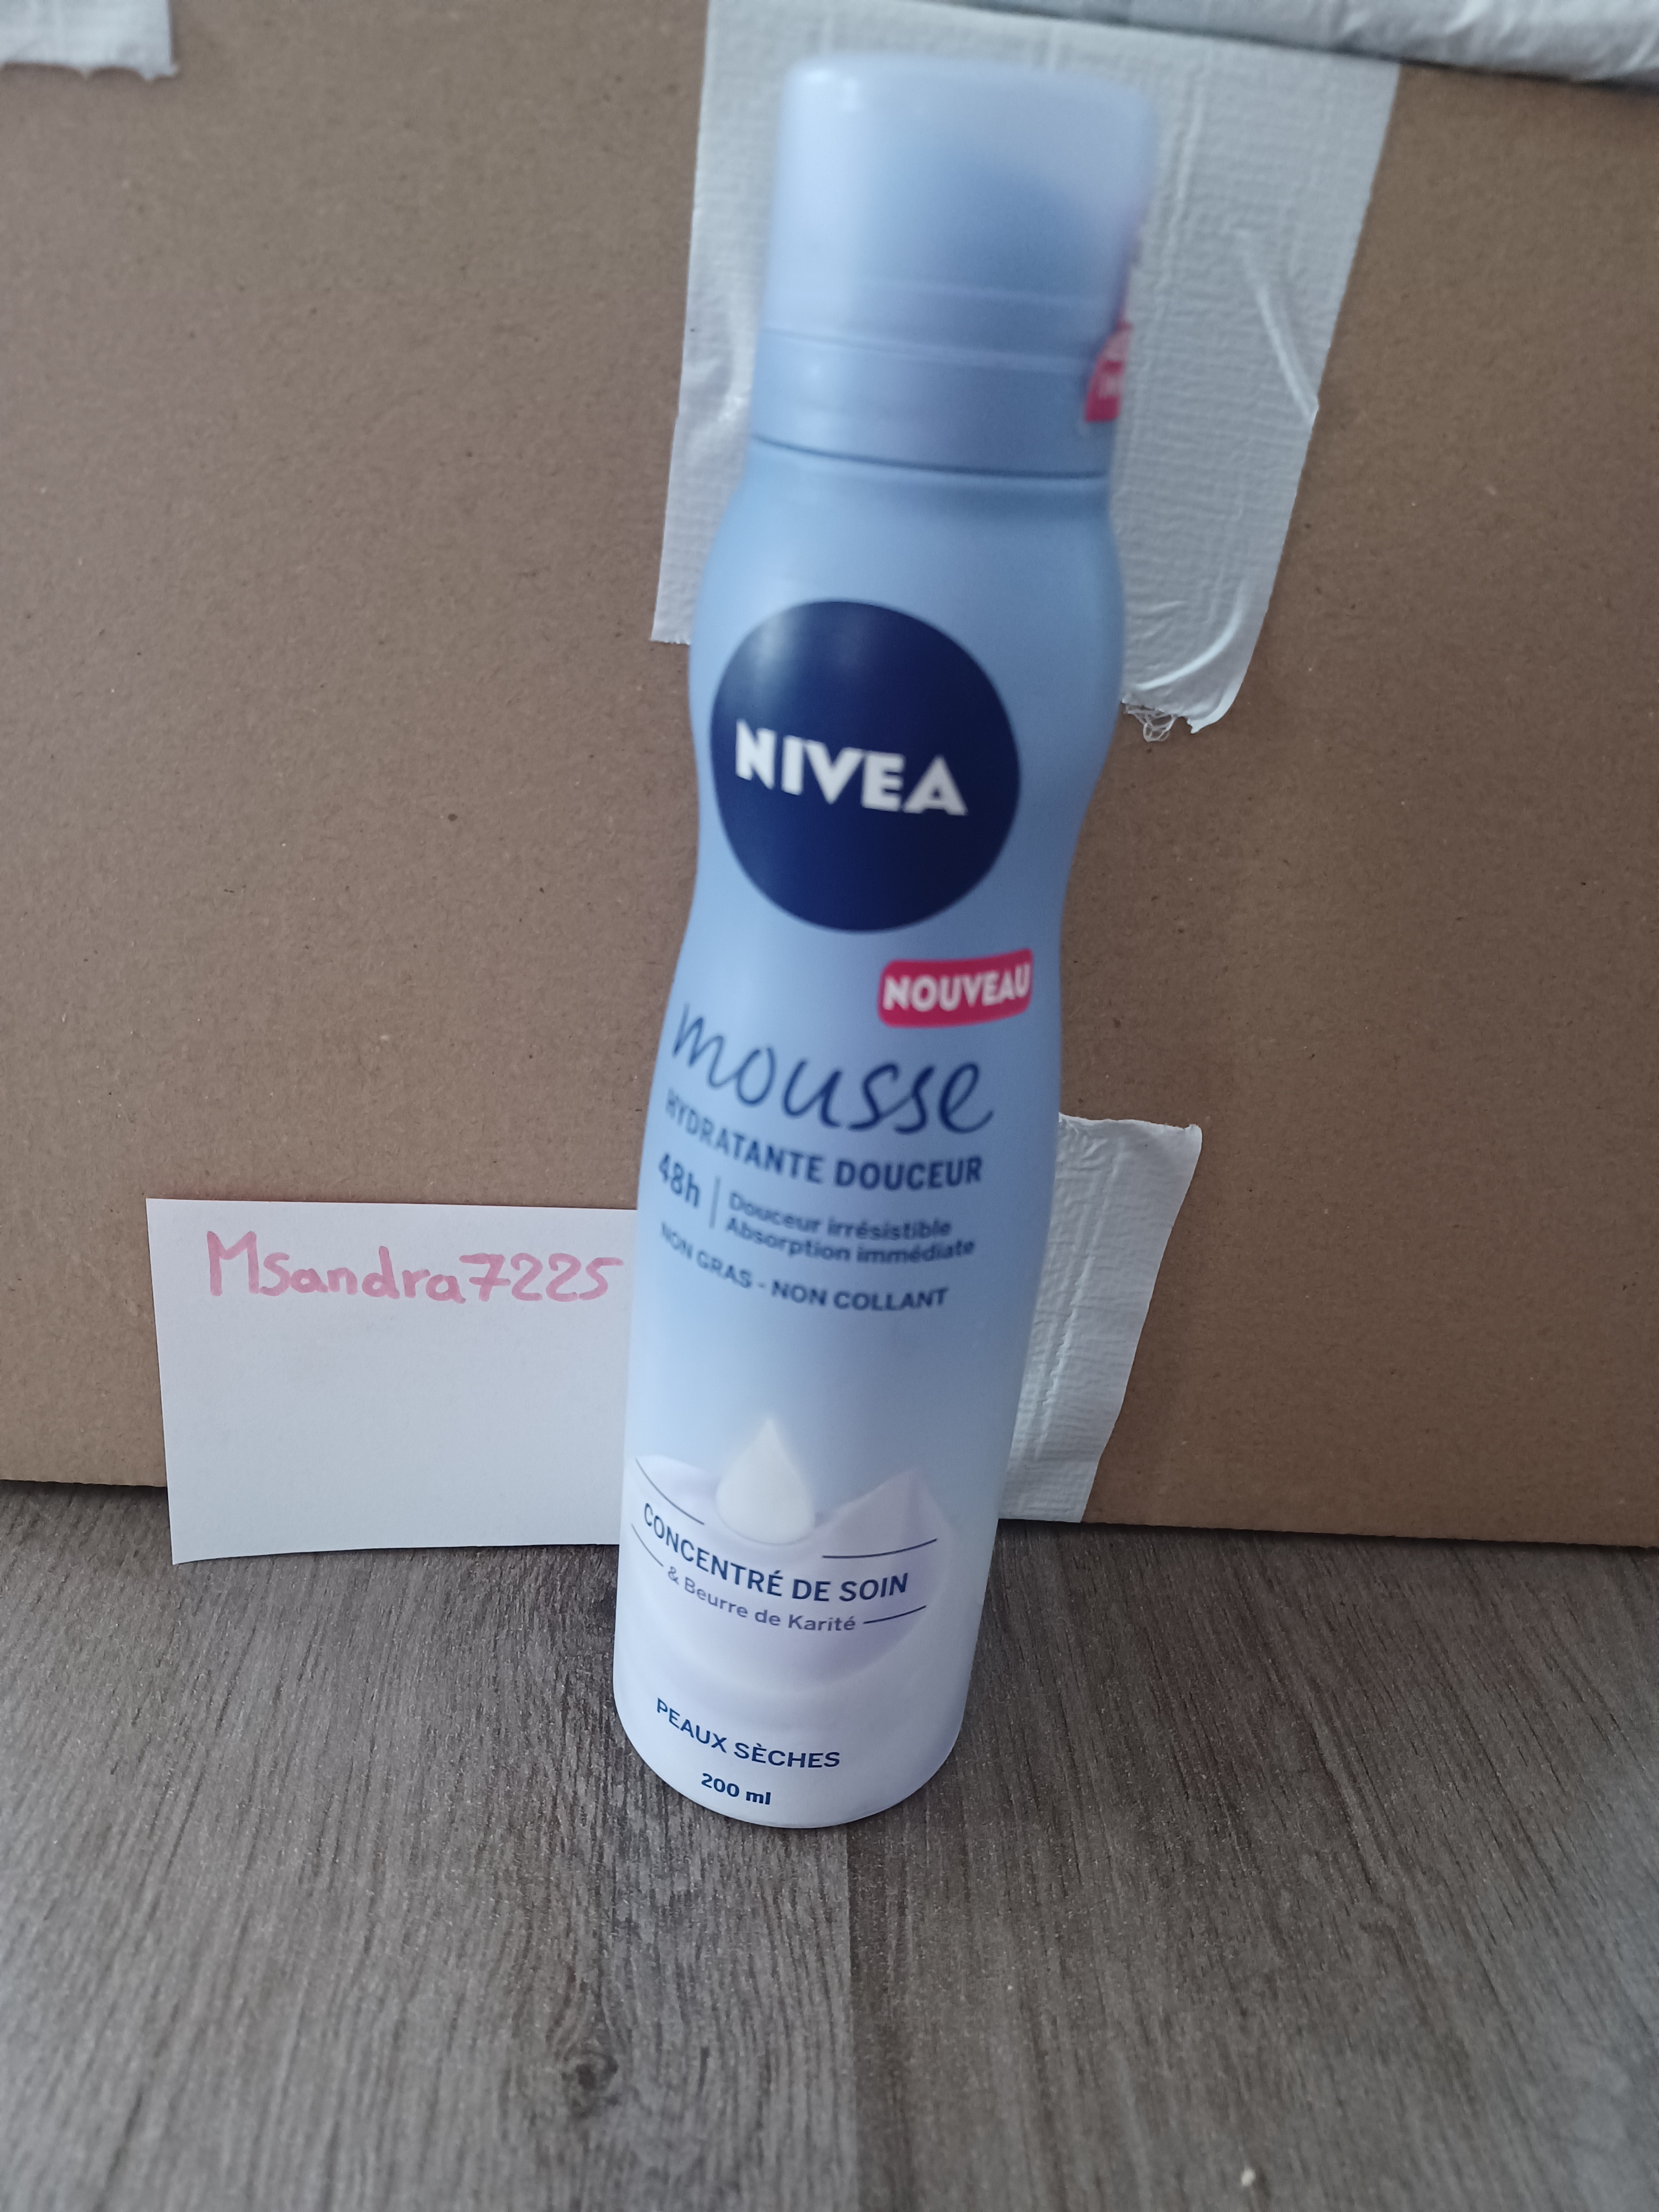 NIVEA
NOUVEAU
mousse
HYDRATANTE DOUCEUR
48h
Douceur irrésistible
Absorption immédiate
NON GRAS - NON COLLANT
MSandra7225
CONCENTRÉ DE SOIN
& Beurre de Karité
PEAUX SÈCHES
200 ml